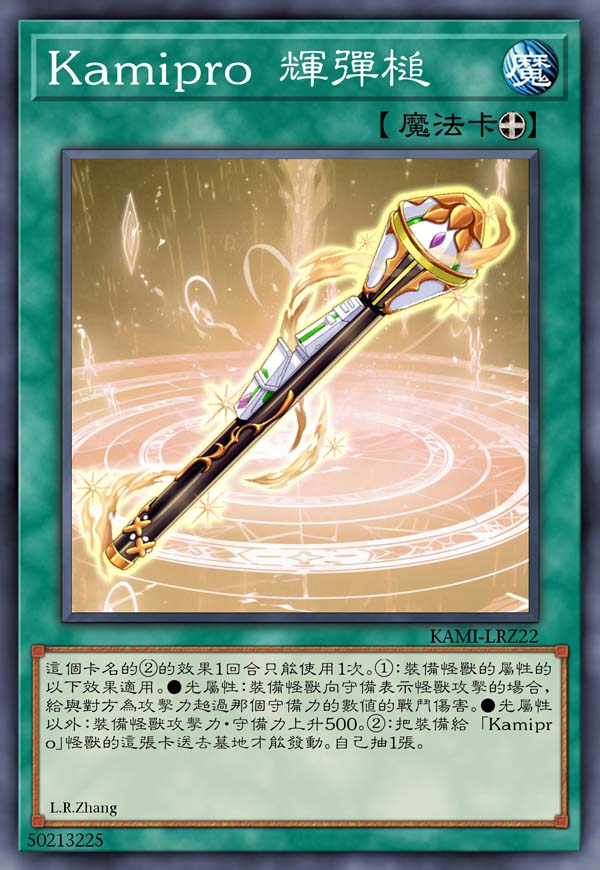 Kamipro 輝彈槌
魔
【魔法卡】
KAMI-LRZ22
這個卡名的②的效果1回合只能使用1次。①:裝備怪獸的屬性的
以下效果適用。●光屬性:裝備怪獸向守備表示怪獸攻擊的場合,
給與對方為攻擊力超過那個守備力的數值的戰鬥傷害。●光屬性
以外:裝備怪獸攻擊力·守備力上升500。②:把裝備給「Kamipr
o」怪獸的這張卡送去墓地才能發動。自己抽1張。
L.R.Zhang
50213225